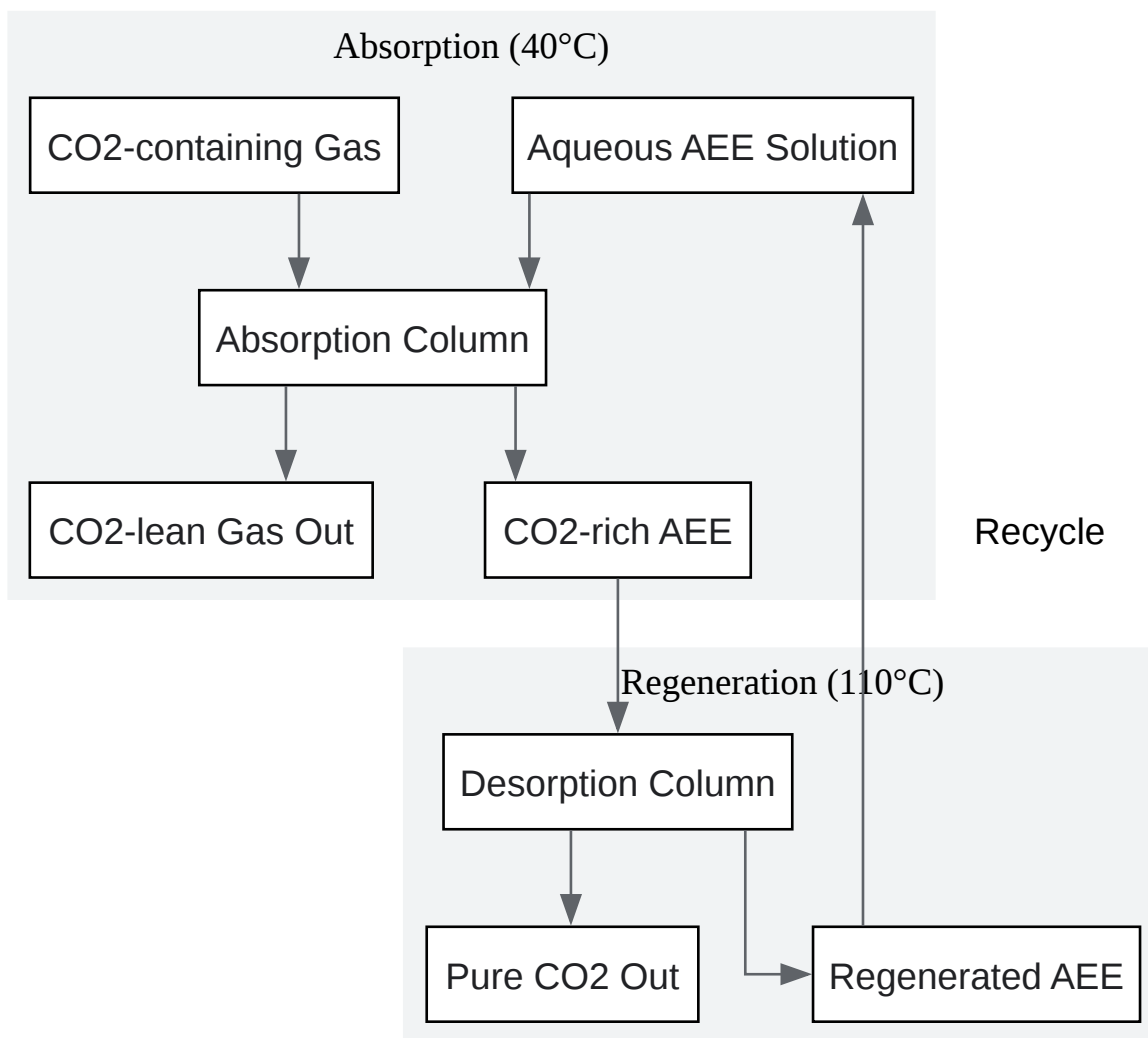 Absorption (40°C)
CO2-containing Gas
Aqueous AEE Solution
Absorption Column
CO2-lean Gas Out
CO2-rich AEE
Recycle
Regeneration (110°C)
Desorption Column
Pure CO2 Out
Regenerated AEE